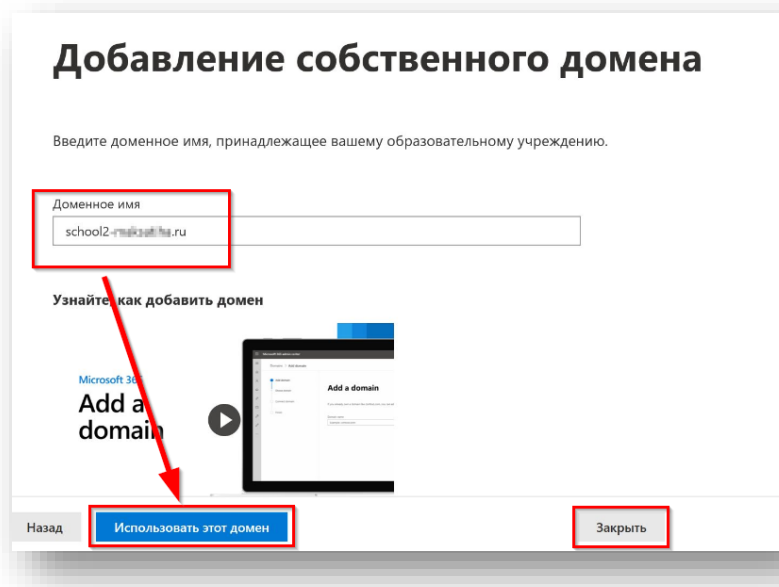 Добавление собственного домена
Введите доменное имя, принадлежащее вашему образовательному учреждению.
Доменное имя
school2-.ru
Узнайте, как добавить домен
Microsoft 365
Add a
domain
Add a domain
Назад
Использовать этот домен
Закрыть